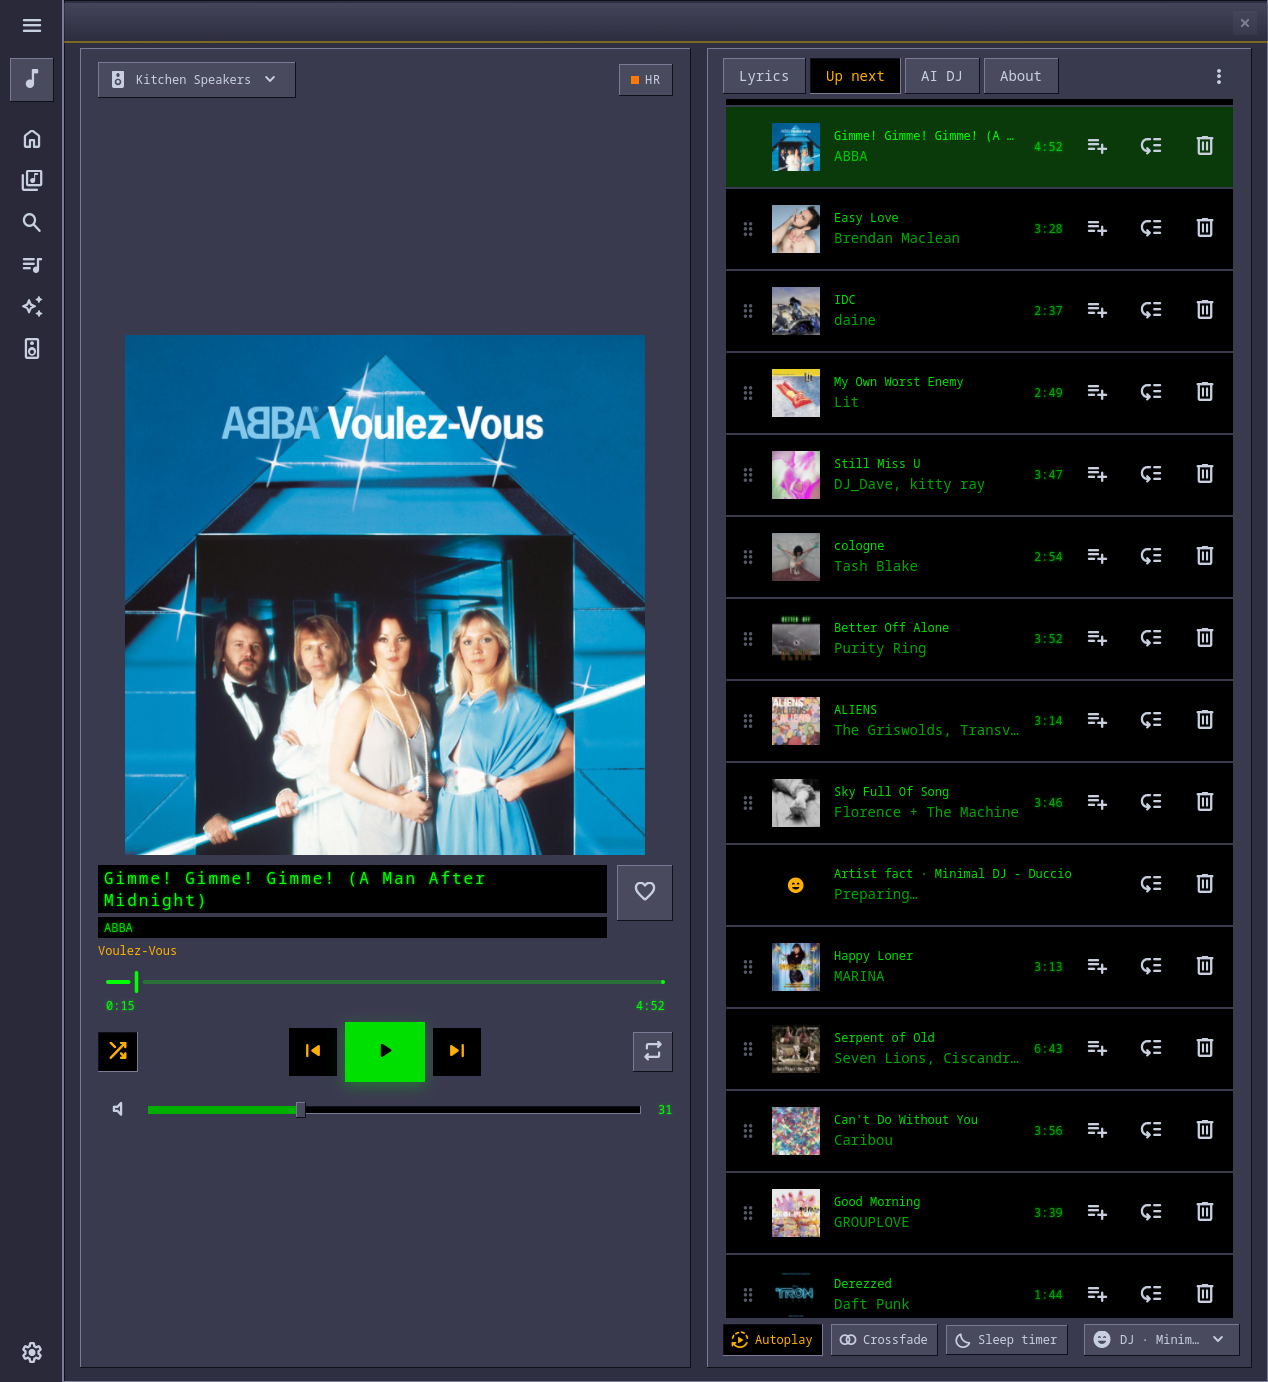 Kitchen Speakers
HR
ABBA Voulez-Vous
Gimme! Gimme! Gimme! (A Man After
Midnight)
ABBA
Voulez-Vous
0:15
4:52
31
Lyrics
Up next
AI DJ
About
Gimme! Gimme! Gimme! (A …
ABBA
4:52
Easy Love
Brendan Maclean
3:28
IDC
daine
2:37
My Own Worst Enemy
Lit
2:49
Still Miss U
DJ_Dave, kitty ray
3:47
cologne
Tash Blake
2:54
BETTER OFF
Better Off Alone
Purity Ring
3:52
ALIENS
ALIENS
The Griswolds, Transv…
3:14
Sky Full Of Song
Florence + The Machine
3:46
Artist fact · Minimal DJ - Duccio
Preparing…
Happy Loner
MARINA
3:13
Serpent of Old
Seven Lions, Ciscandr…
6:43
Can't Do Without You
Caribou
3:56
Good Morning
GROUPLOVE
3:39
TRON
Derezzed
Daft Punk
1:44
Autoplay
Crossfade
Sleep timer
DJ · Minim…